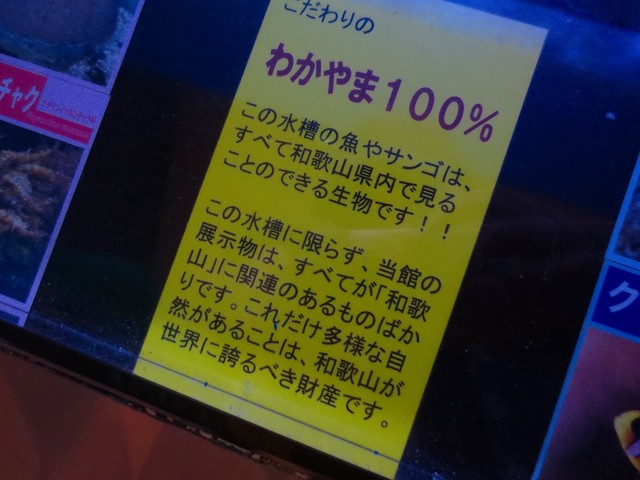 こだわりの
わかやま100%
この水槽の魚やサンゴは、
すべて和歌山県内で見る
ことのできる生物です！！
この水槽に限らず、当館の
展示物は、すべてが「和歌
山」に関連のあるものばか
りです。これだけ多様な自
然があることは、和歌山が
世界に誇るべき財産です。
チャク
ク